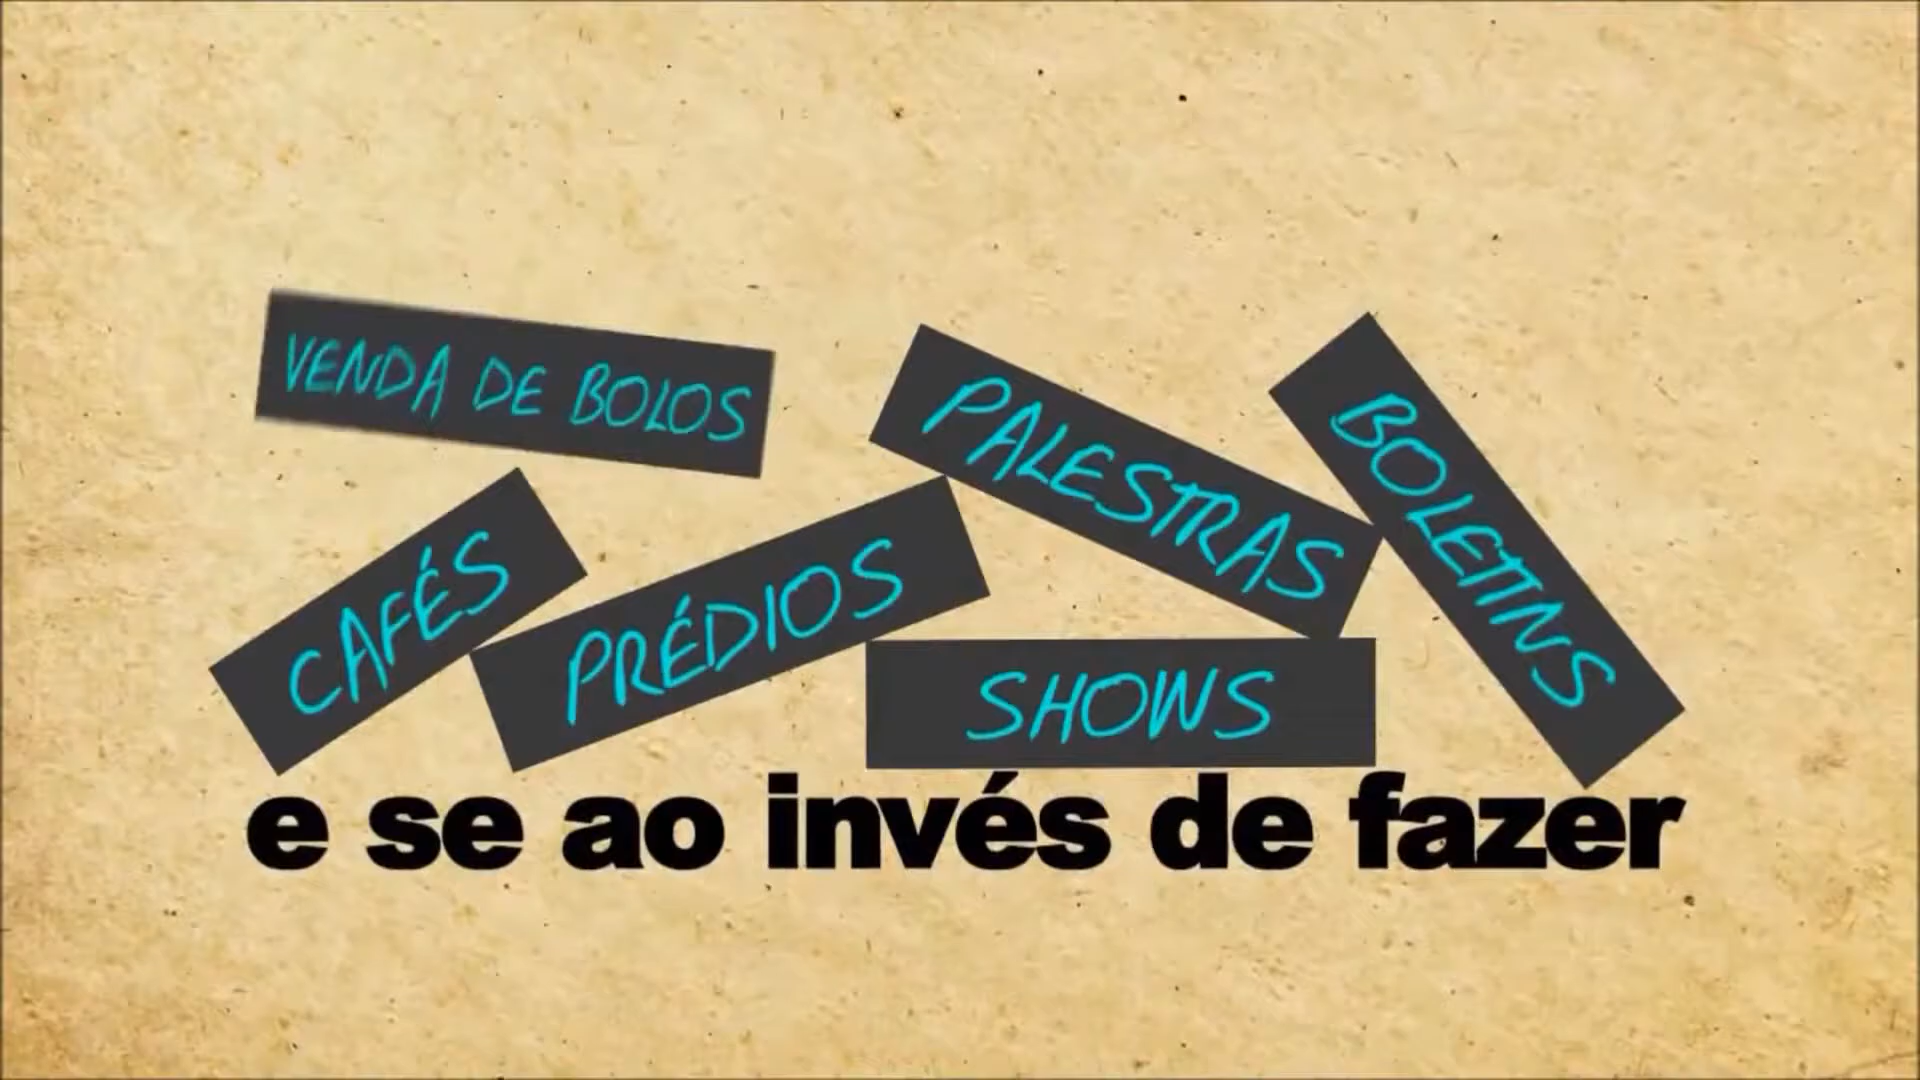 VENDA DE BOLOS
PALESTRAS
BOLETINS
CAFÉS
PRÉDIOS
SHOWS
e se ao invés de fazer